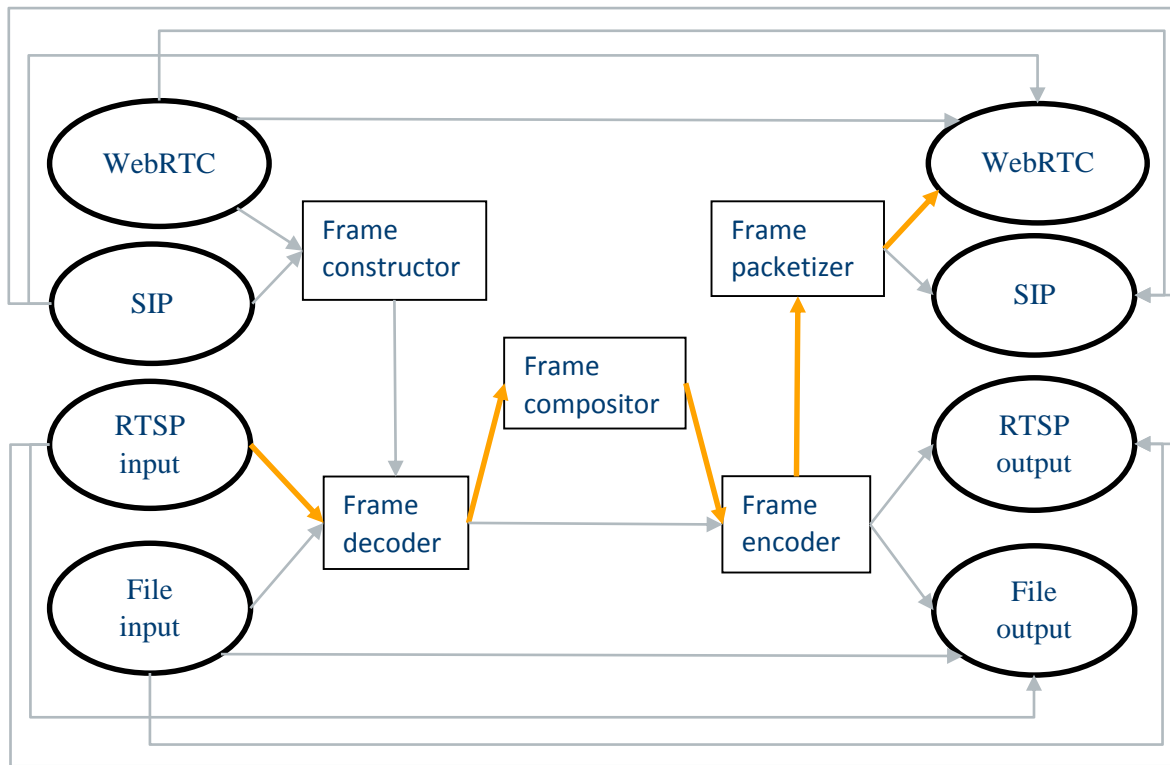 WebRTC
WebRTC
Frame
constructor
Frame
packetizer
SIP
SIP
Frame
compositor
RTSP
input
RTSP
output
Frame
decoder
Frame
encoder
File
input
File
output